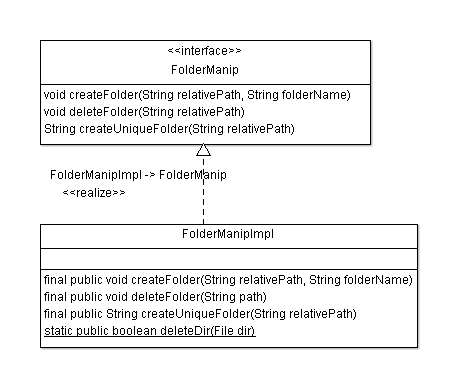 <<interface>>
FolderManip
void createFolder(String relativePath, String folderName)
void deleteFolder(String relativePath)
String createUniqueFolder(String relativePath)
FolderManipImpl -> FolderManip
<<realize>>
FolderManipImpl
final public void createFolder(String relativePath, String folderName)
final public void deleteFolder(String path)
final public String createUniqueFolder(String relativePath)
static public boolean deleteDir(File dir)